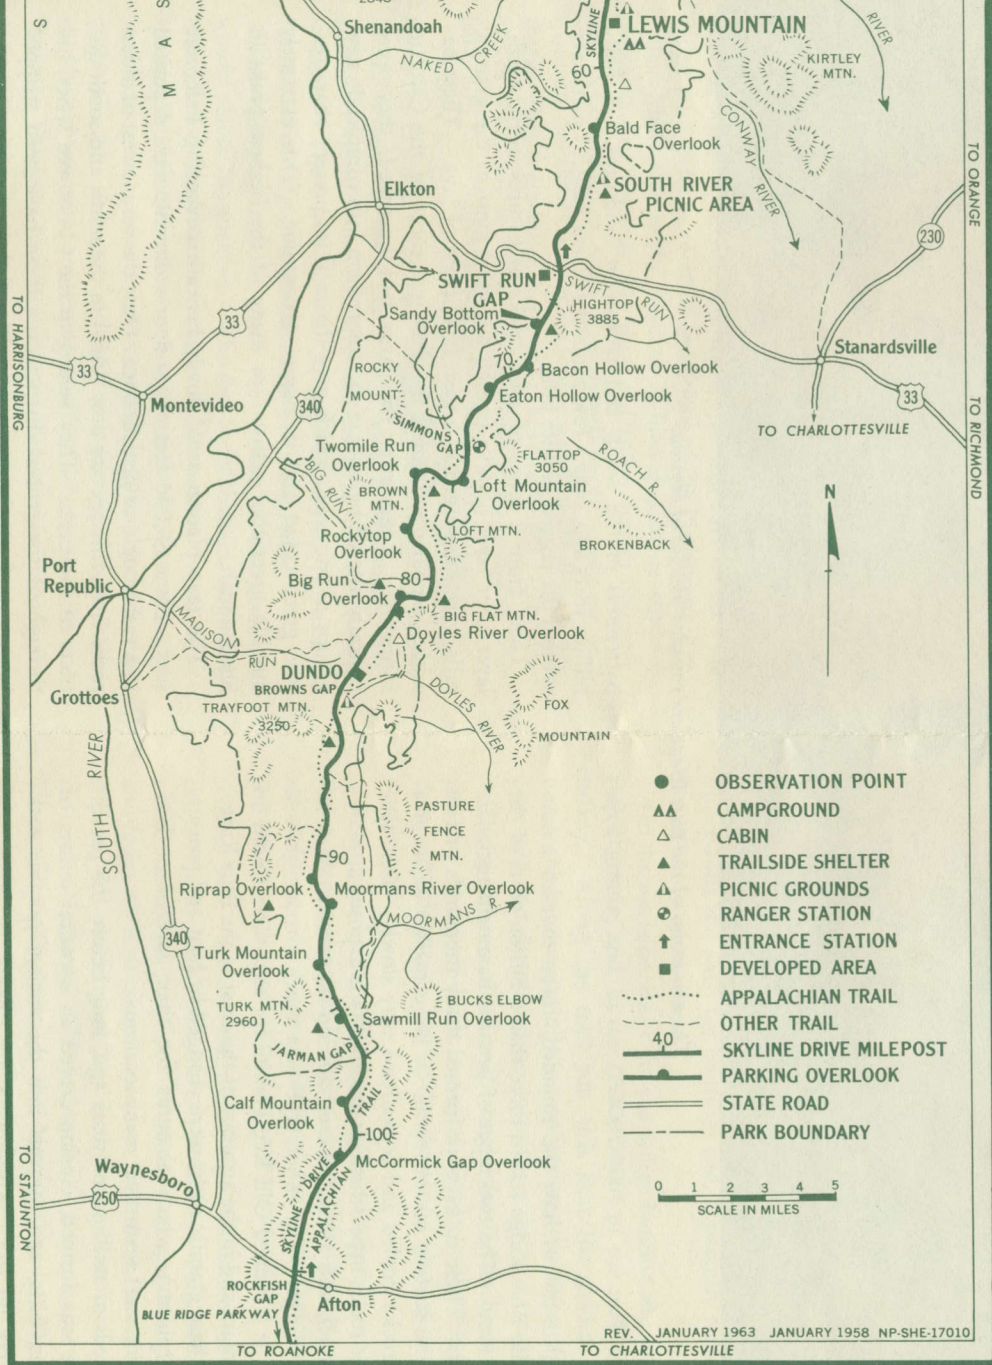 S
M A S
Shenandoah
NAKED CREEK
SKYLINE
LEWIS MOUNTAIN
RIVER
KIRTLEY
MTN.
60
Bald Face
Overlook
CONWAY RIVER
TO ORANGE
Elkton
SOUTH RIVER
PICNIC AREA
230
SWIFT RUN
GAP
SWIFT RUN
HIGHTOP
3885
Sandy Bottom
Overlook
TO HARRISONBURG
33
33
70
Bacon Hollow Overlook
Stanardsville
ROCKY
MOUNT
Eaton Hollow Overlook
33
Montevideo
340
SIMMONS
GAP
TO CHARLOTTESVILLE
TO RICHMOND
Twomile Run
Overlook
FLATTOP
3050
ROACH R.
BIG RUN
BROWN
MTN.
Loft Mountain
Overlook
N
Rockytop
Overlook
LOFT MTN.
BROKENBACK
Port
Republic
Big Run
Overlook
80
BIG FLAT MTN.
MADISON RUN
Doyles River Overlook
DUNDO
BROWNS GAP
Grottoes
TRAYFOOT MTN.
3250
DOYLES RIVER
FOX
MOUNTAIN
SOUTH RIVER
PASTURE
FENCE
MTN.
90
Riprap Overlook
Moormans River Overlook
MOORMANS R.
340
Turk Mountain
Overlook
TURK MTN.
2960
BUCKS ELBOW
Sawmill Run Overlook
JARMAN GAP
Calf Mountain
Overlook
TRAIL
100
McCormick Gap Overlook
SKYLINE DRIVE
APPALACHIAN
TO STAUNTON
Waynesboro
250
ROCKFISH
GAP
Afton
BLUE RIDGE PARKWAY
OBSERVATION POINT
CAMPGROUND
CABIN
TRAILSIDE SHELTER
PICNIC GROUNDS
RANGER STATION
ENTRANCE STATION
DEVELOPED AREA
APPALACHIAN TRAIL
OTHER TRAIL
40
SKYLINE DRIVE MILEPOST
PARKING OVERLOOK
STATE ROAD
PARK BOUNDARY
0 1 2 3 4 5
SCALE IN MILES
REV. JANUARY 1963 JANUARY 1958 NP-SHE-17010
TO ROANOKE
TO CHARLOTTESVILLE